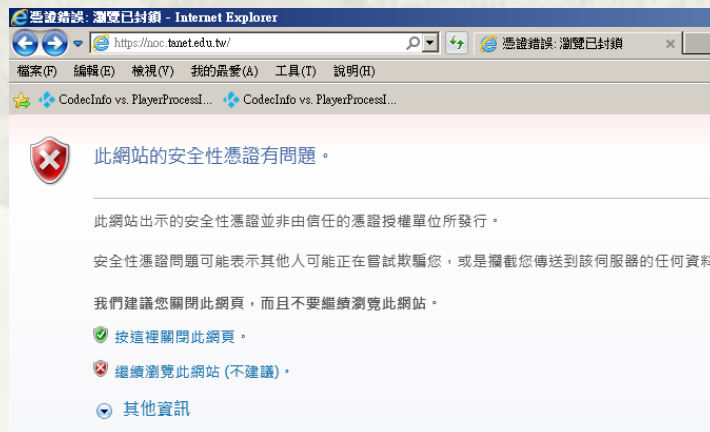 憑證錯誤: 瀏覽已封鎖 - Internet Explorer
https://noc.tanet.edu.tw/
憑證錯誤: 瀏覽已封鎖
檔案(F) 編輯(E) 檢視(V) 我的最愛(A) 工具(T) 說明(H)
CodecInfo vs. PlayerProcessI... CodecInfo vs. PlayerProcessI...
此網站的安全性憑證有問題。
此網站出示的安全性憑證並非由信任的憑證授權單位所發行。
安全性憑證問題可能表示其他人可能正在嘗試欺騙您,或是攔截您傳送到該伺服器的任何資料
我們建議您關閉此網頁,而且不要繼續瀏覽此網站。
按這裡關閉此網頁。
繼續瀏覽此網站 (不建議)。
其他資訊